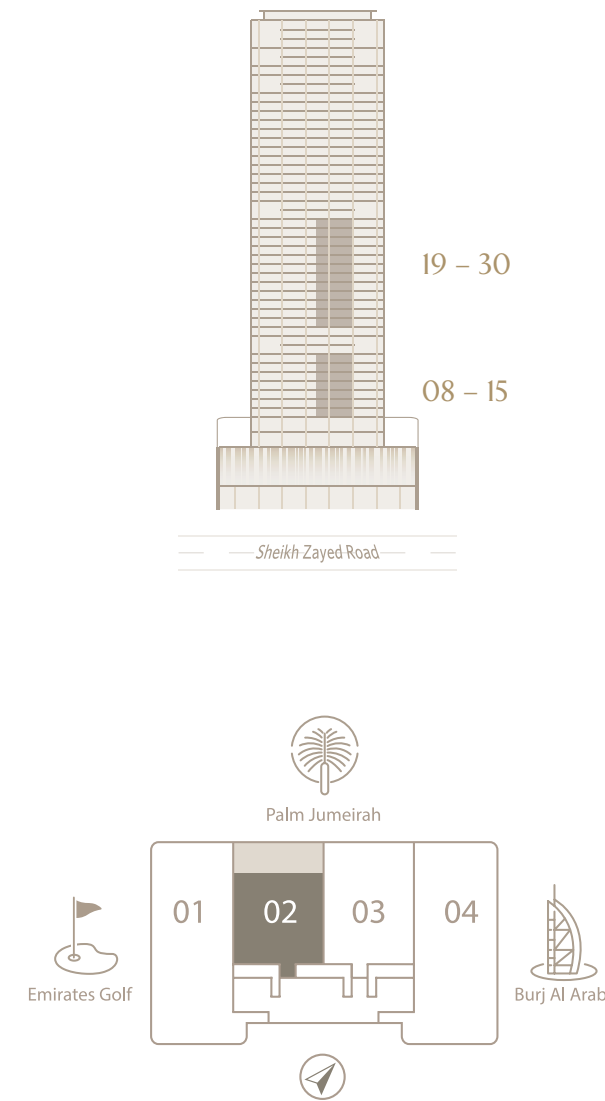 19 – 30
08 – 15
Sheikh Zayed Road
Palm Jumeirah
01
02
03
04
Emirates Golf
Burj Al Arab